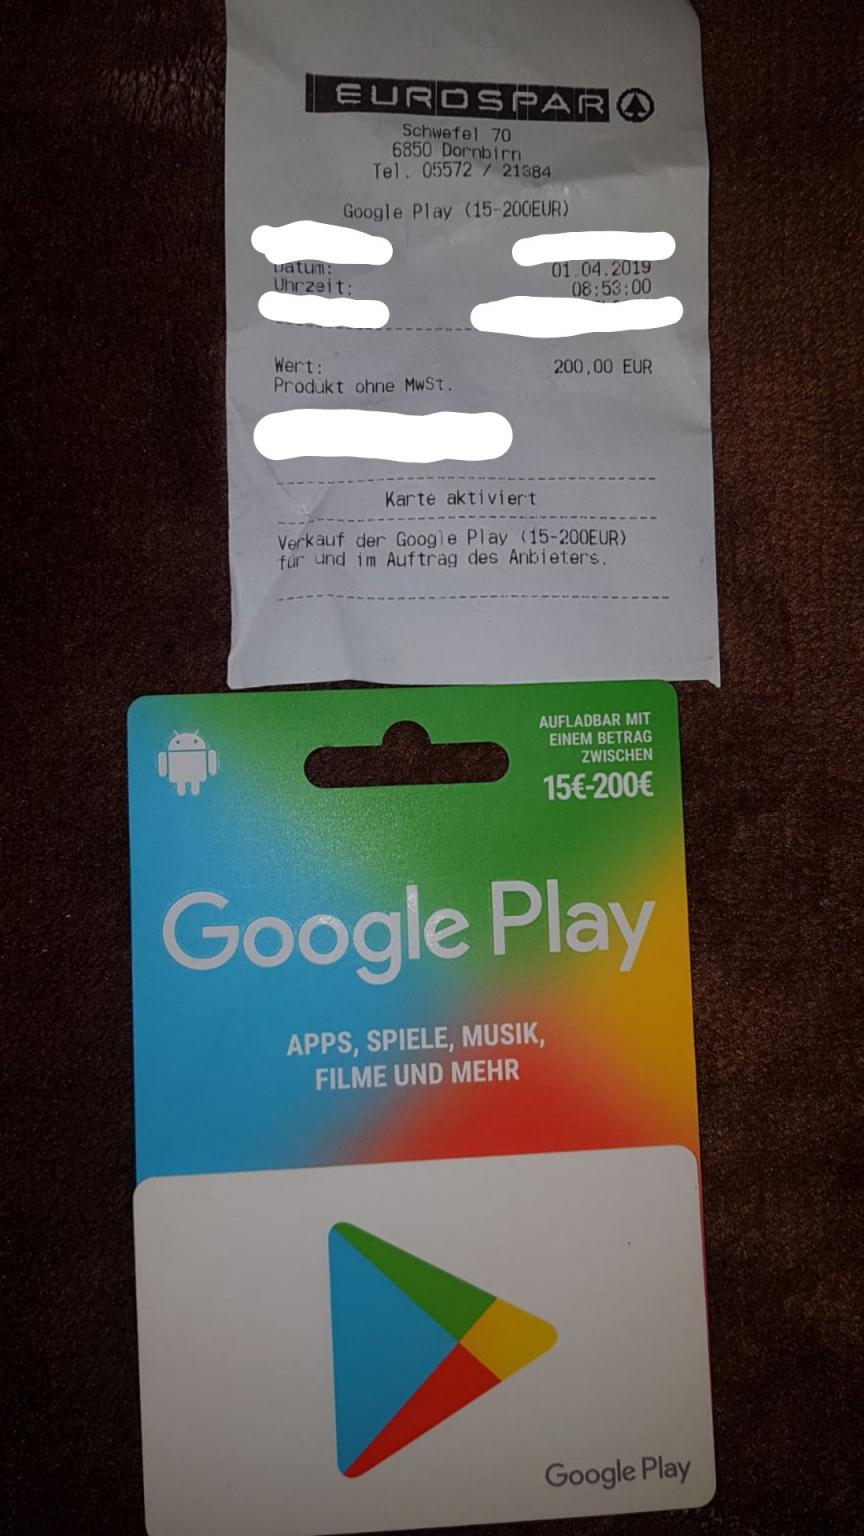 EUROSPAR
Schwefel 70
6850 Dornbirn
Tel. 05572 / 21384
Google Play (15-200EUR)
Datum: 01.04.2019
Uhrzeit: 08:53:00
Wert: 200,00 EUR
Produkt ohne MwSt.
Karte aktiviert
Verkauf der Google Play (15-200EUR)
für und im Auftrag des Anbieters.
AUFLADBAR MIT
EINEM BETRAG
ZWISCHEN
15€-200€
Google Play
APPS, SPIELE, MUSIK,
FILME UND MEHR
Google Play